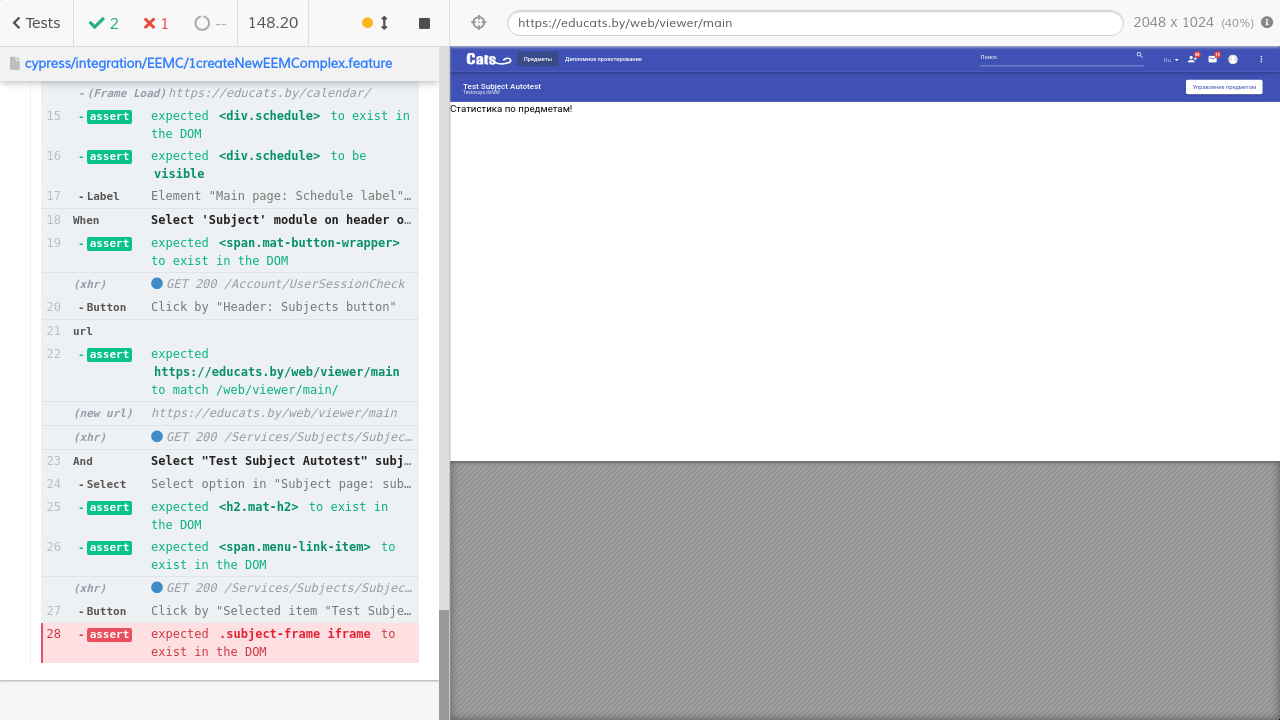 Tests
2
1
--
148.20
https://educats.by/web/viewer/main
2048 x 1024 (40%)
cypress/integration/EEMC/1createNewEEMComplex.feature
-(Frame Load) https://educats.by/calendar/
15 -assert expected <div.schedule> to exist in
the DOM
16 -assert expected <div.schedule> to be
visible
17 -Label Element "Main page: Schedule label"…
18 When Select 'Subject' module on header o…
19 -assert expected <span.mat-button-wrapper>
to exist in the DOM
(xhr) GET 200 /Account/UserSessionCheck
20 -Button Click by "Header: Subjects button"
21 url
22 -assert expected
https://educats.by/web/viewer/main
to match /web/viewer/main/
(new url) https://educats.by/web/viewer/main
(xhr) GET 200 /Services/Subjects/Subjec…
23 And Select "Test Subject Autotest" subj…
24 -Select Select option in "Subject page: sub…
25 -assert expected <h2.mat-h2> to exist in
the DOM
26 -assert expected <span.menu-link-item> to
exist in the DOM
(xhr) GET 200 /Services/Subjects/Subjec…
27 -Button Click by "Selected item "Test Subje…
28 -assert expected .subject-frame iframe to
exist in the DOM
Cats
Предметы
Дипломное проектирование
Поиск
Ru
Test Subject Autotest
Управление предметом
Статистика по предметам!